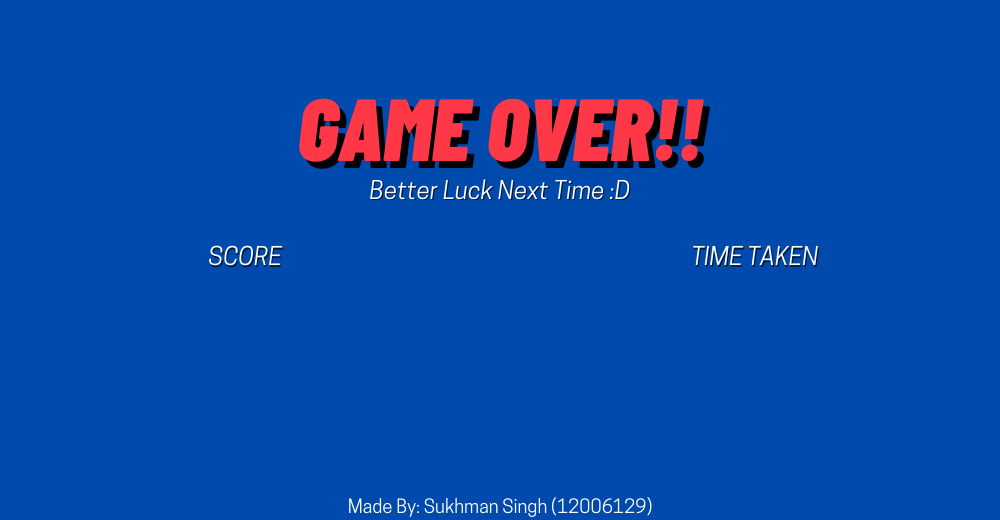 GAME OVER!!
Better Luck Next Time :D
SCORE
TIME TAKEN
Made By: Sukhman Singh (12006129)